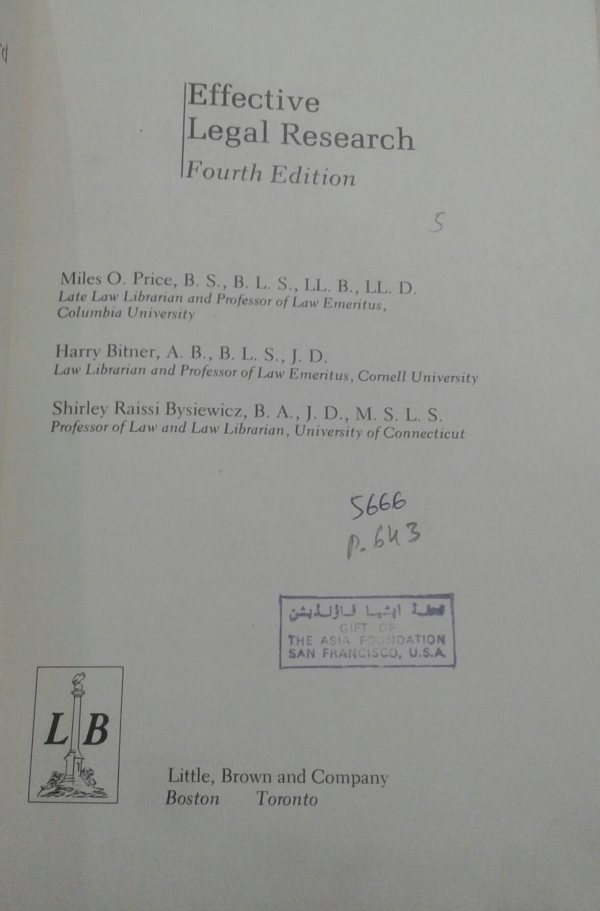 Effective
Legal Research
Fourth Edition
5
Miles O. Price, B. S., B. L. S., LL. B., LL. D.
Late Law Librarian and Professor of Law Emeritus,
Columbia University
Harry Bitner, A. B., B. L. S., J. D.
Law Librarian and Professor of Law Emeritus, Cornell University
Shirley Raissi Bysiewicz, B. A., J. D., M. S. L. S.
Professor of Law and Law Librarian, University of Connecticut
5666
P. 643
عطیہ ایشیا فاؤنڈیشن
GIFT OF
THE ASIA FOUNDATION
SAN FRANCISCO, U.S.A.
L B
Little, Brown and Company
Boston Toronto